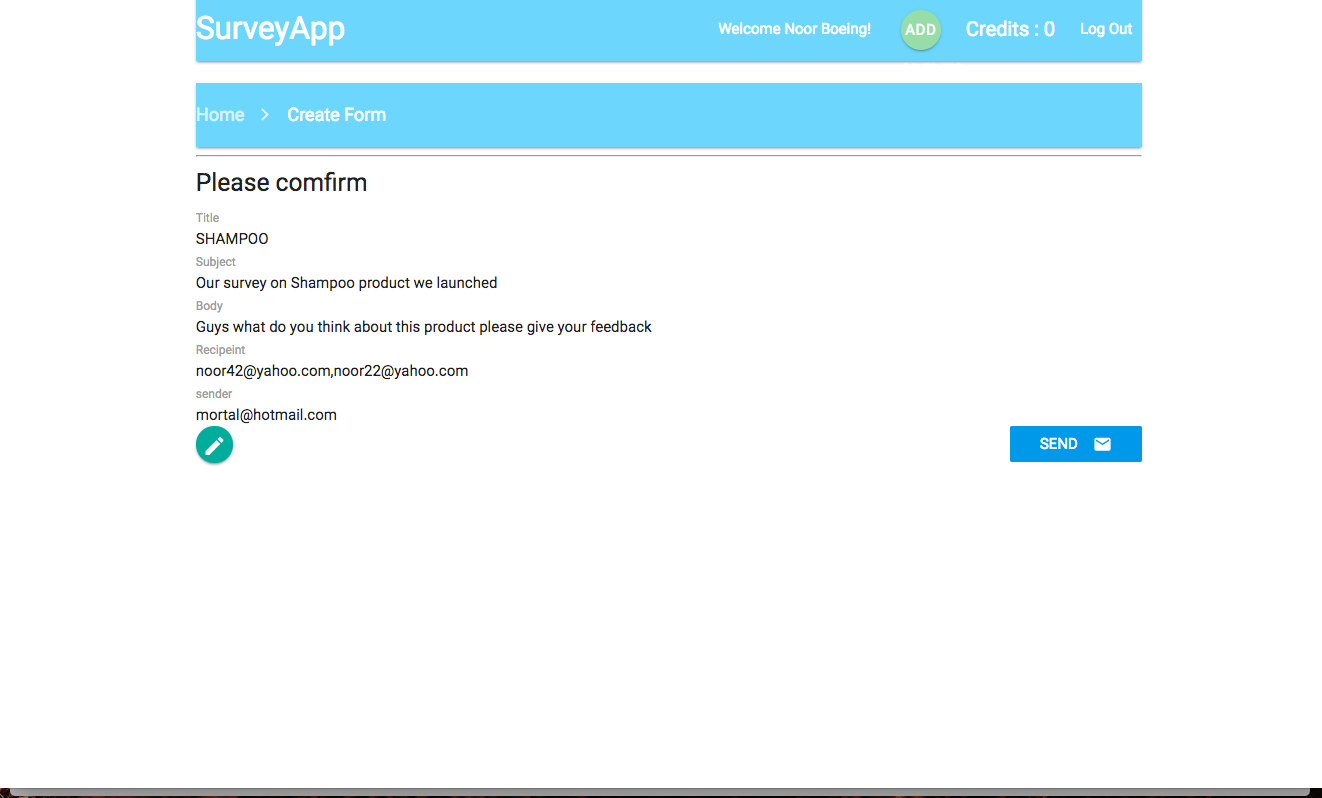 SurveyApp Welcome Noor Boeing! ADD Credits : 0 Log Out
Home Create Form
Please comfirm
Title
SHAMPOO
Subject
Our survey on Shampoo product we launched
Body
Guys what do you think about this product please give your feedback
Recipeint
noor42@yahoo.com,noor22@yahoo.com
sender
mortal@hotmail.com
SEND